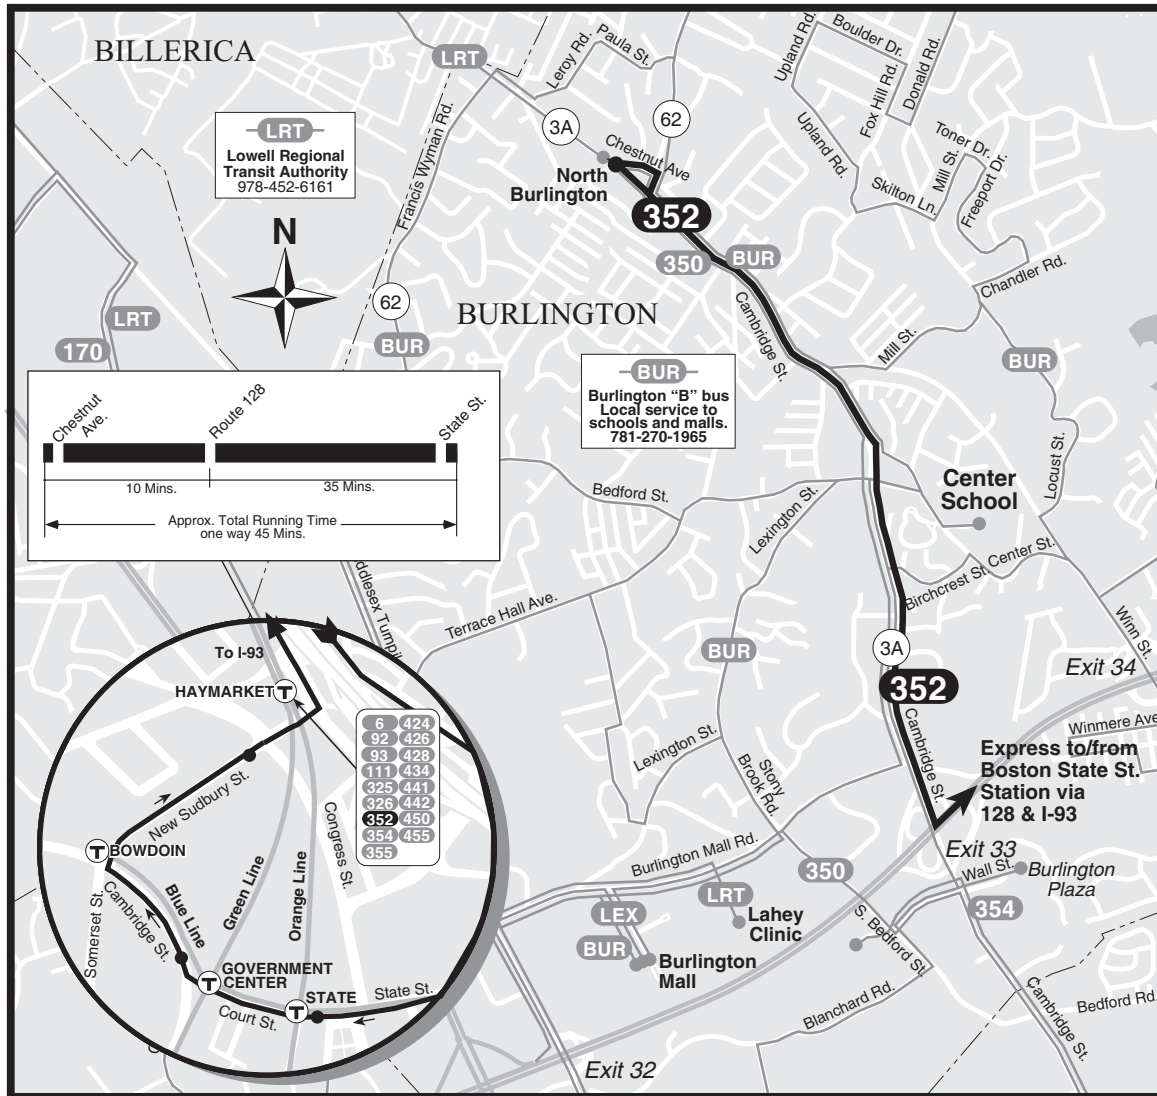 BILLERICA
LRT
Lowell Regional
Transit Authority
978-452-6161
N
LRT
3A
62
Leroy Rd.
Paula St.
Francis Wyman Rd.
Chestnut Ave
North
Burlington
352
350
BUR
Upland Rd.
Boulder Dr.
Fox Hill Rd.
Donald Rd.
Upland Rd.
Toner Dr.
Mill St.
Skilton Ln.
Freeport Dr.
Chandler Rd.
LRT
170
62
BUR
BURLINGTON
Cambridge St.
Mill St.
BUR
BUR
Burlington “B” bus
Local service to
schools and malls.
781-270-1965
Chestnut
Ave.
Route 128
State St.
10 Mins.
35 Mins.
Approx. Total Running Time
one way 45 Mins.
Bedford St.
Lexington St.
Center
School
Locust St.
Birchcrest St.
Center St.
Winn St.
Terrace Hall Ave.
ddlesex Turnpi
BUR
3A
352
Exit 34
Cambridge St.
Winmere Ave
Express to/from
Boston State St.
Station via
128 & I-93
Lexington St.
Stony
Brook Rd.
To I-93
HAYMARKET
T
6
424
92
426
93
428
111
434
325
441
326
442
352
450
354
455
355
New Sudbury St.
Congress St.
T
BOWDOIN
Somerset St.
Cambridge St.
Blue Line
Green Line
Orange Line
T
GOVERNMENT
CENTER
T
STATE
State St.
Court St.
Burlington Mall Rd.
350
Exit 33
Wall St.
Burlington
Plaza
354
LEX
BUR
LRT
Lahey
Clinic
Burlington
Mall
S. Bedford St.
Blanchard Rd.
Cambridge St.
Bedford Rd.
Exit 32